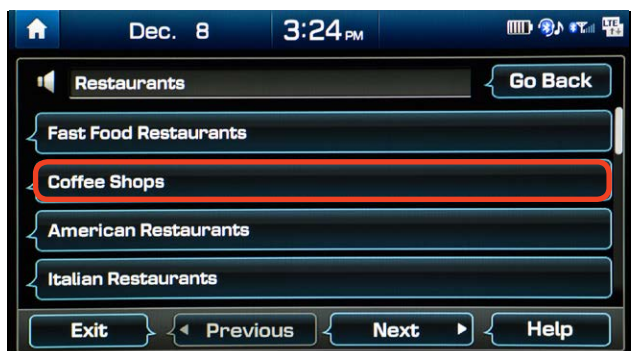 Dec. 8 3:24 PM LTE
Restaurants Go Back
Fast Food Restaurants
Coffee Shops
American Restaurants
Italian Restaurants
Exit Previous Next Help